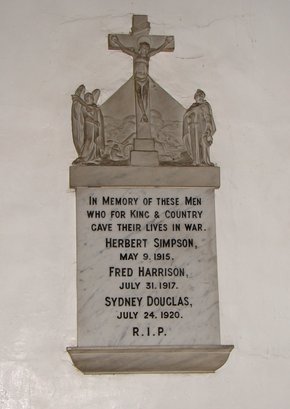 IN MEMORY OF THESE MEN
WHO FOR KING & COUNTRY
GAVE THEIR LIVES IN WAR.
HERBERT SIMPSON,
MAY 9. 1915.
FRED HARRISON,
JULY 31. 1917.
SYDNEY DOUGLAS,
JULY 24. 1920.
R.I.P.